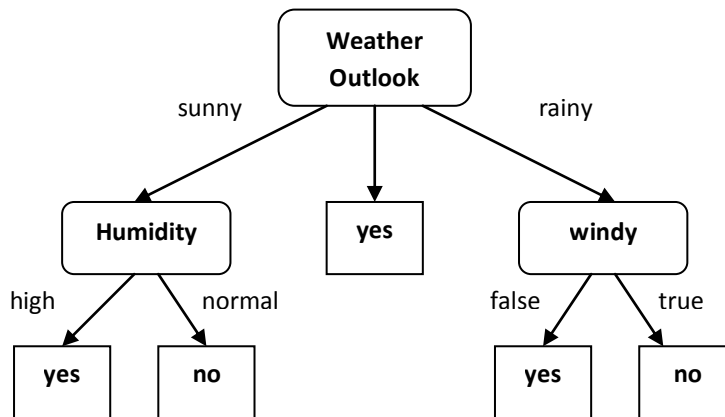 Weather
Outlook
sunny
rainy
Humidity
yes
windy
high
normal
false
true
yes
no
yes
no